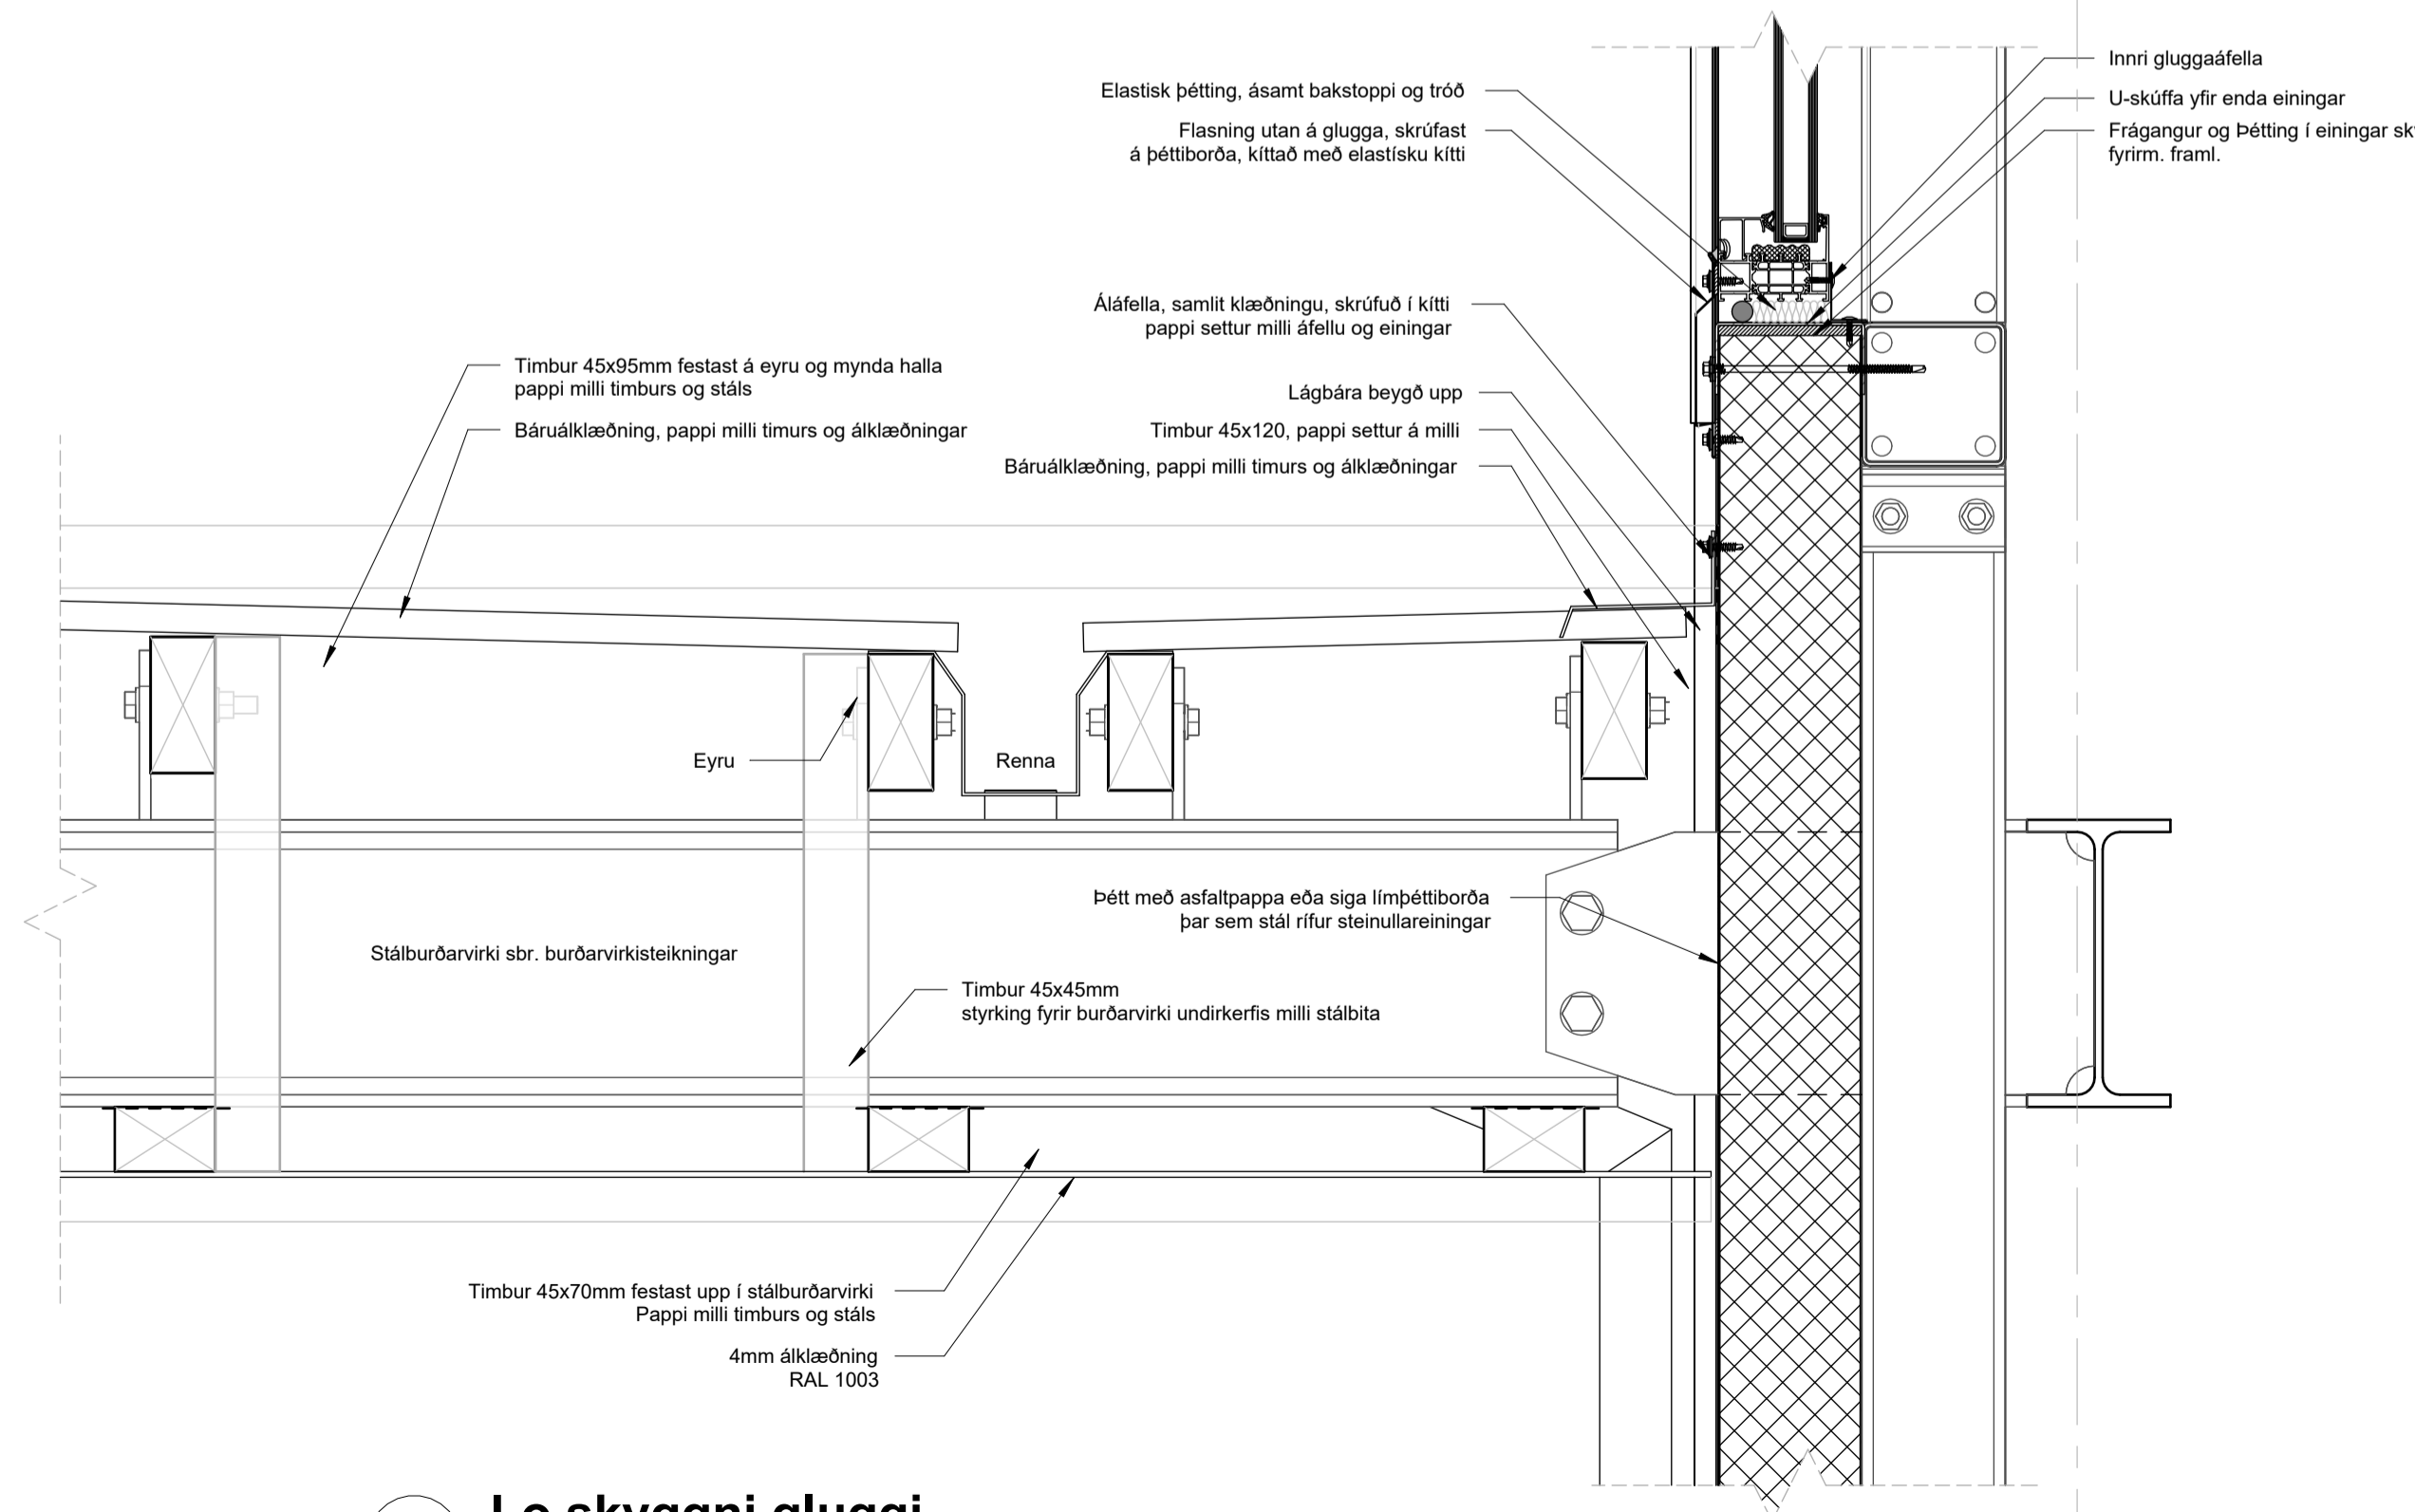 Elastisk þétting, ásamt bakstoppi og tróð
Flasning utan á glugga, skrúfast
á þéttiborða, kíttað með elastísku kítti
Innri gluggaáfella
U-skúffa yfir enda einingar
Frágangur og Þétting í einingar sk
fyrirm. framl.
Áláfella, samlit klæðningu, skrúfuð í kítti
pappi settur milli áfellu og einingar
Timbur 45x95mm festast á eyru og mynda halla
pappi milli timburs og stáls
Báruálklæðning, pappi milli timurs og álklæðningar
Lágbára beygð upp
Timbur 45x120, pappi settur á milli
Báruálklæðning, pappi milli timurs og álklæðningar
Eyru
Renna
Þétt með asfaltpappa eða siga límþéttiborða
þar sem stál rífur steinullareiningar
Stálburðarvirki sbr. burðarvirkisteikningar
Timbur 45x45mm
styrking fyrir burðarvirki undirkerfis milli stálbita
Timbur 45x70mm festast upp í stálburðarvirki
Pappi milli timburs og stáls
4mm álklæðning
RAL 1003
skyggni gluggi